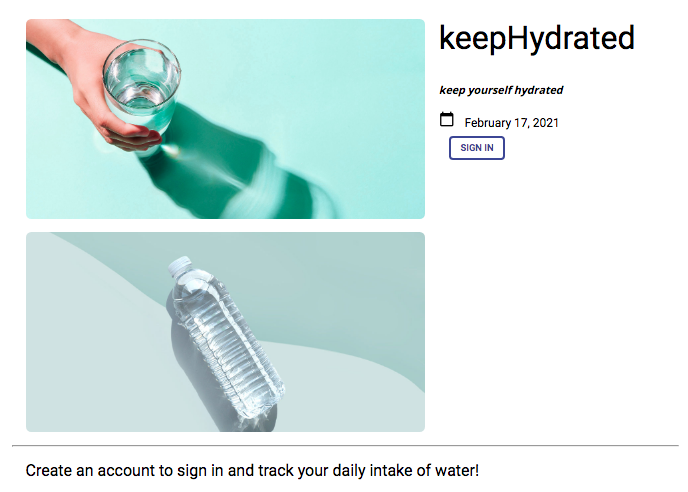 keepHydrated
keep yourself hydrated
February 17, 2021
SIGN IN
Create an account to sign in and track your daily intake of water!